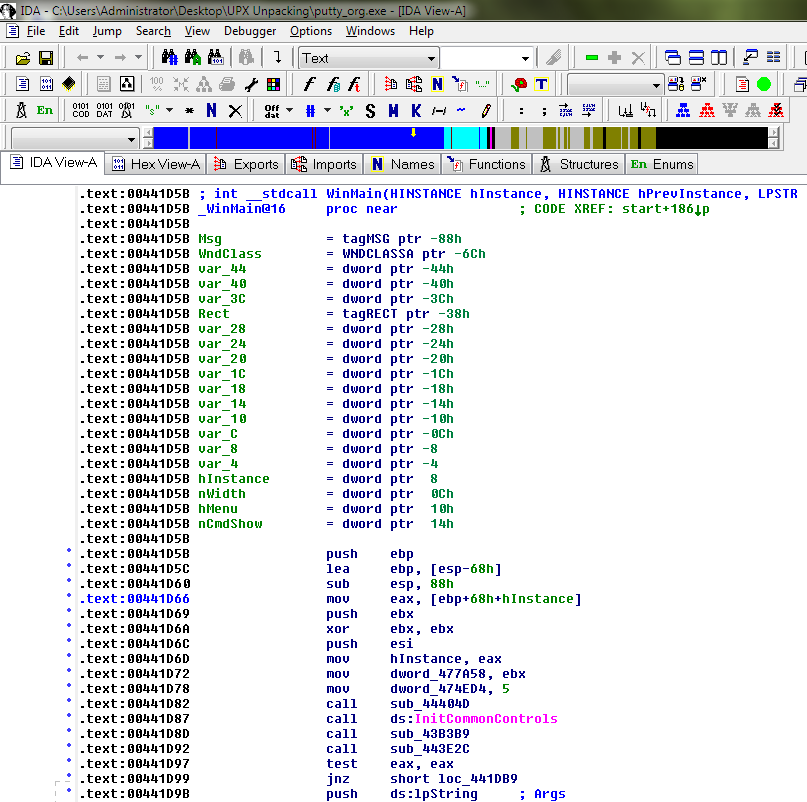 IDA - C:\Users\Administrator\Desktop\UPX Unpacking\putty_org.exe - [IDA View-A]
File Edit Jump Search View Debugger Options Windows Help
Text
En
IDA View-A Hex View-A Exports Imports N Names Functions Structures En Enums
.text:00441D5B ; int __stdcall WinMain(HINSTANCE hInstance, HINSTANCE hPrevInstance, LPSTR
.text:00441D5B _WinMain@16 proc near ; CODE XREF: start+186↓p
.text:00441D5B
.text:00441D5B Msg = tagMSG ptr -88h
.text:00441D5B WndClass = WNDCLASSA ptr -6Ch
.text:00441D5B var_44 = dword ptr -44h
.text:00441D5B var_40 = dword ptr -40h
.text:00441D5B var_3C = dword ptr -3Ch
.text:00441D5B Rect = tagRECT ptr -38h
.text:00441D5B var_28 = dword ptr -28h
.text:00441D5B var_24 = dword ptr -24h
.text:00441D5B var_20 = dword ptr -20h
.text:00441D5B var_1C = dword ptr -1Ch
.text:00441D5B var_18 = dword ptr -18h
.text:00441D5B var_14 = dword ptr -14h
.text:00441D5B var_10 = dword ptr -10h
.text:00441D5B var_C = dword ptr -0Ch
.text:00441D5B var_8 = dword ptr -8
.text:00441D5B var_4 = dword ptr -4
.text:00441D5B hInstance = dword ptr 8
.text:00441D5B nWidth = dword ptr 0Ch
.text:00441D5B hMenu = dword ptr 10h
.text:00441D5B nCmdShow = dword ptr 14h
.text:00441D5B
.text:00441D5B push ebp
.text:00441D5C lea ebp, [esp-68h]
.text:00441D60 sub esp, 88h
.text:00441D66 mov eax, [ebp+68h+hInstance]
.text:00441D69 push ebx
.text:00441D6A xor ebx, ebx
.text:00441D6C push esi
.text:00441D6D mov hInstance, eax
.text:00441D72 mov dword_477A58, ebx
.text:00441D78 mov dword_474ED4, 5
.text:00441D82 call sub_44404D
.text:00441D87 call ds:InitCommonControls
.text:00441D8D call sub_43B3B9
.text:00441D92 call sub_443E2C
.text:00441D97 test eax, eax
.text:00441D99 jnz short loc_441DB9
.text:00441D9B push ds:lpString ; Args